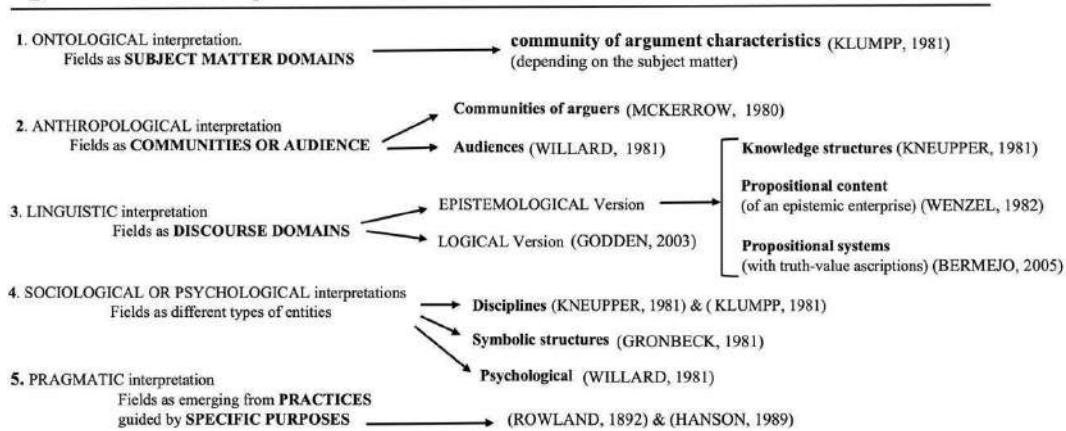 1. ONTOLOGICAL interpretation.
Fields as SUBJECT MATTER DOMAINS
community of argument characteristics (KLUMPP, 1981)
(depending on the subject matter)
2. ANTHROPOLOGICAL interpretation
Fields as COMMUNITIES OR AUDIENCE
Communities of arguers (MCKERROW, 1980)
Audiences (WILLARD, 1981)
3. LINGUISTIC interpretation
Fields as DISCOURSE DOMAINS
EPISTEMOLOGICAL Version
LOGICAL Version (GODDEN, 2003)
Knowledge structures (KNEUPPER, 1981)
Propositional content
(of an epistemic enterprise) (WENZEL, 1982)
Propositional systems
(with truth-value ascriptions) (BERMEJO, 2005)
4. SOCIOLOGICAL OR PSYCHOLOGICAL interpretations
Fields as different types of entities
Disciplines (KNEUPPER, 1981) & ( KLUMPP, 1981)
Symbolic structures (GRONBECK, 1981)
Psychological (WILLARD, 1981)
5. PRAGMATIC interpretation
Fields as emerging from PRACTICES
guided by SPECIFIC PURPOSES
(ROWLAND, 1892) & (HANSON, 1989)